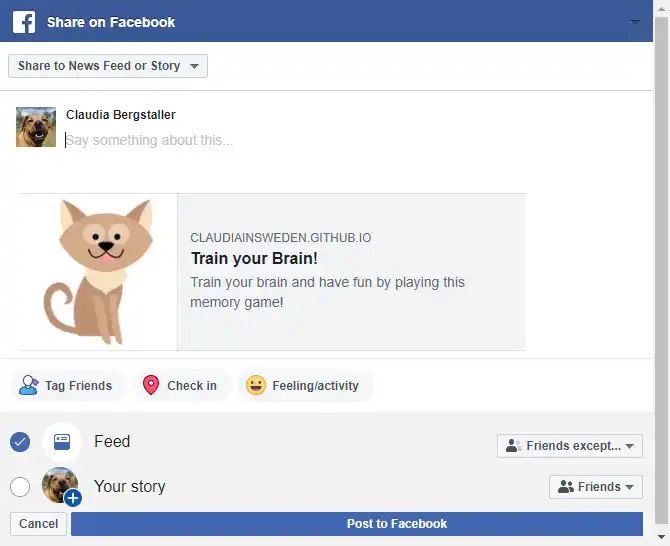 Share on Facebook
Share to News Feed or Story
Claudia Bergstaller
Say something about this...
CLAUDIAINSWEDEN.GITHUB.IO
Train your Brain!
Train your brain and have fun by playing this
memory game!
Tag Friends
Check in
Feeling/activity
Feed
Friends except...
Your story
Friends
Cancel
Post to Facebook